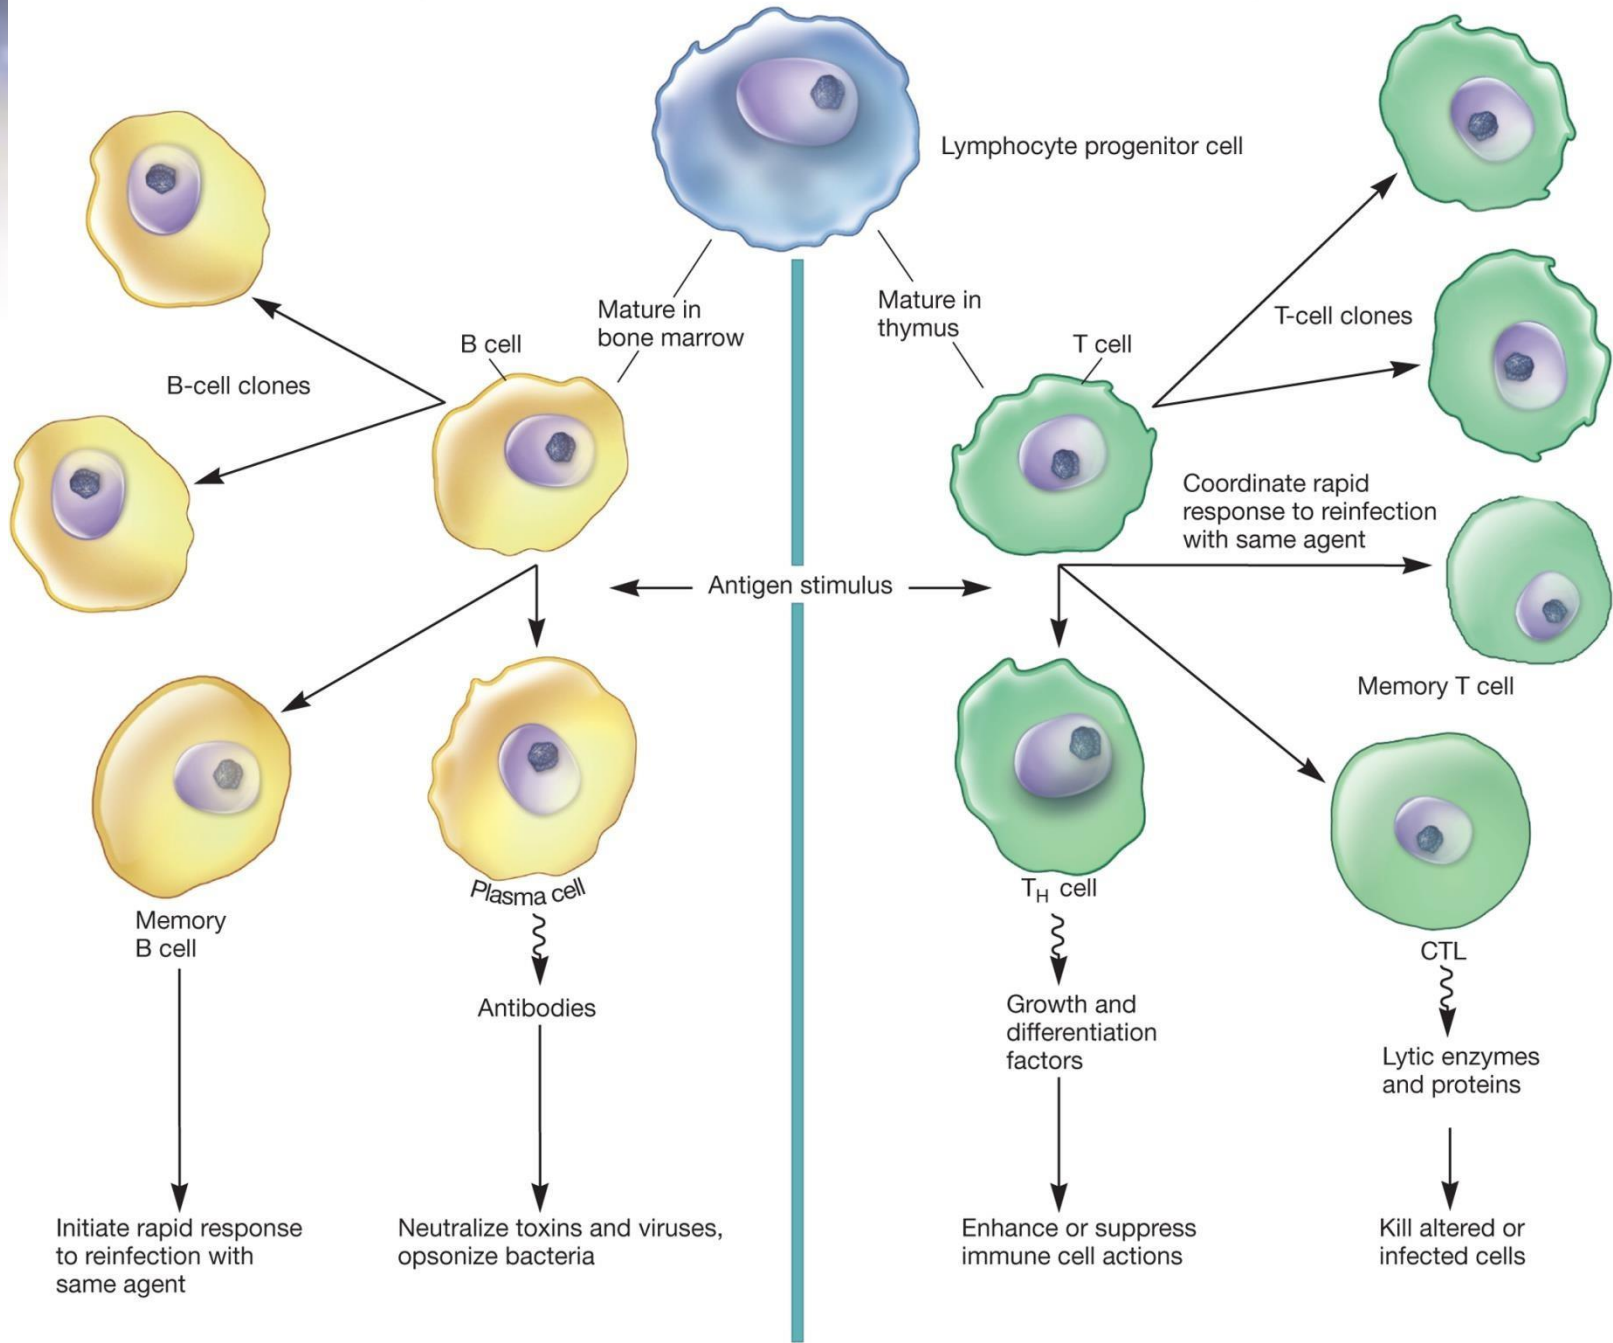 Lymphocyte progenitor cell
Mature in
bone marrow
Mature in
thymus
B cell
T cell
B-cell clones
T-cell clones
Coordinate rapid
response to reinfection
with same agent
Antigen stimulus
Memory T cell
Memory
B cell
Plasma cell
TH cell
CTL
Antibodies
Growth and
differentiation
factors
Lytic enzymes
and proteins
Initiate rapid response
to reinfection with
same agent
Neutralize toxins and viruses,
opsonize bacteria
Enhance or suppress
immune cell actions
Kill altered or
infected cells